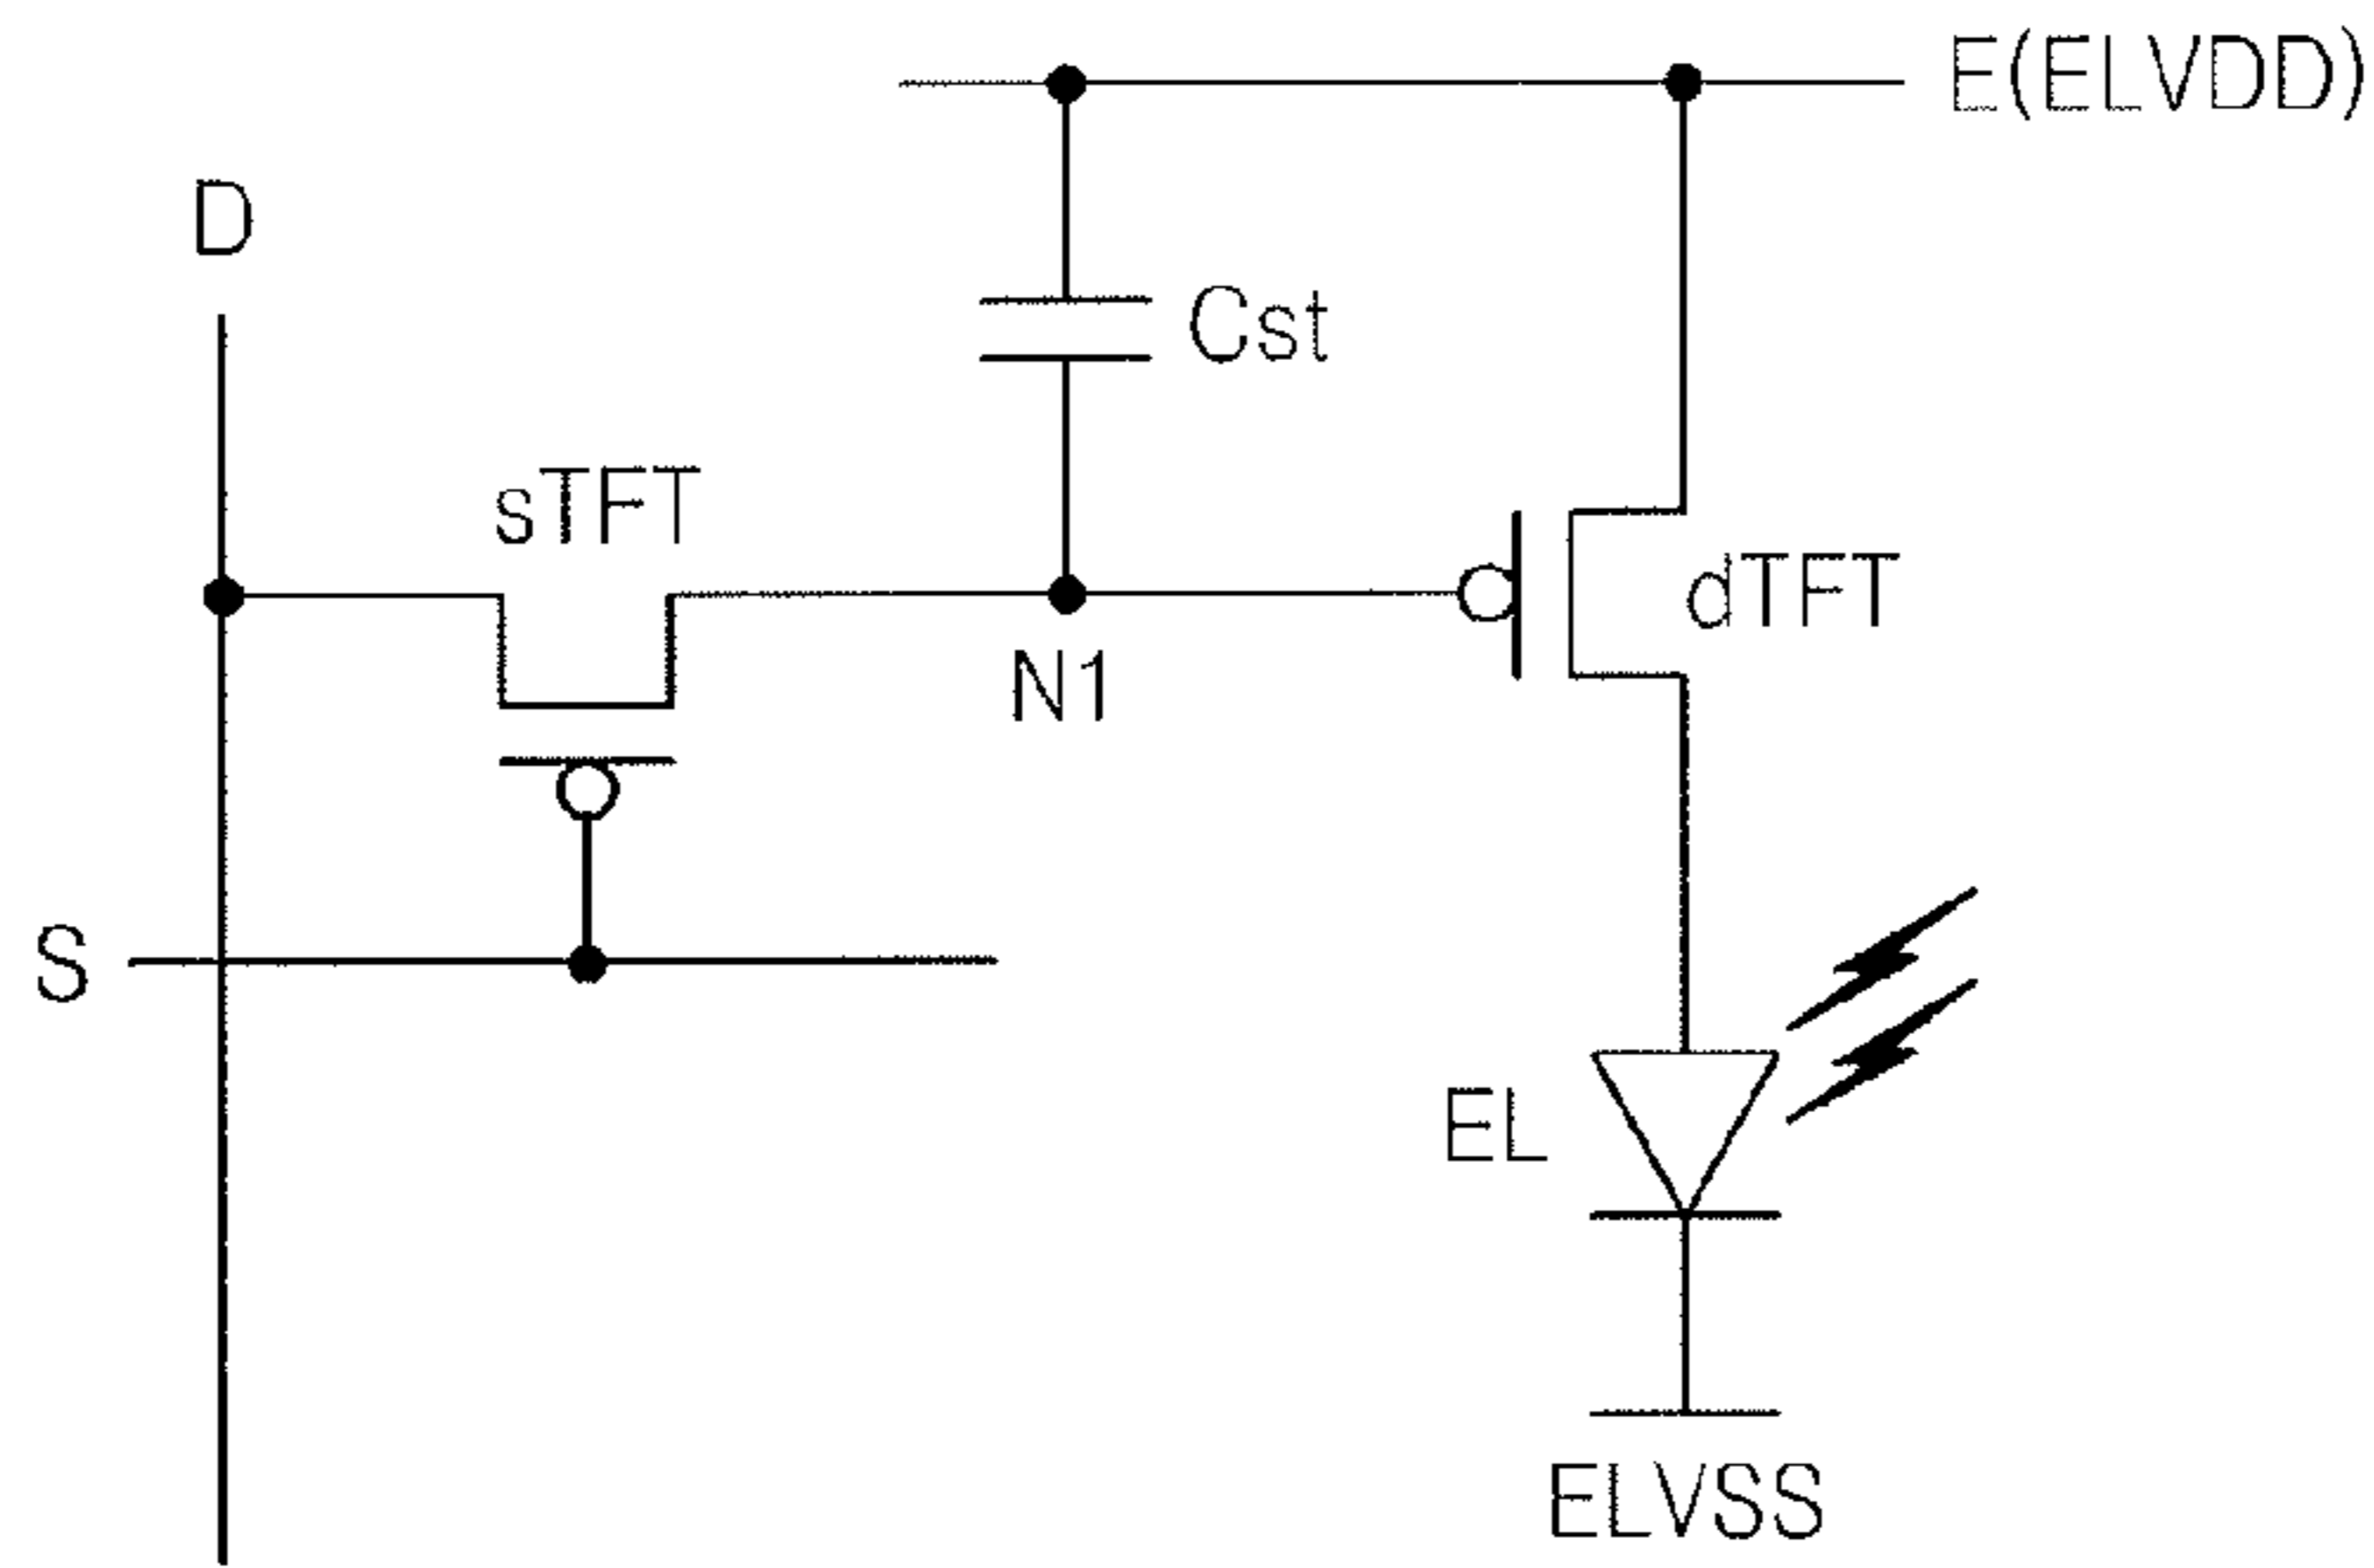 E(ELVDD)
D
Cst
sTFT
dTFT
N1
S
EL
ELVSS